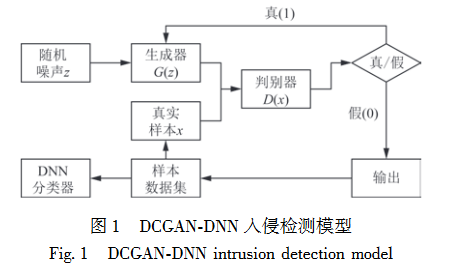 真(1)
随机
噪声z
生成器
G(z)
判别器
D(x)
真/假
真实
样本x
假(0)
DNN
分类器
样本
数据集
输出
图 1 DCGAN-DNN 入侵检测模型
Fig. 1 DCGAN-DNN intrusion detection model